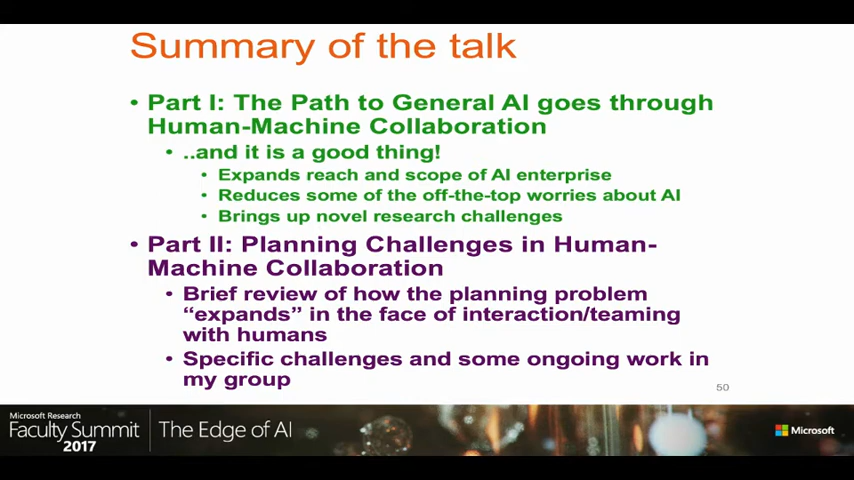 Summary of the talk
• Part I: The Path to General AI goes through
Human-Machine Collaboration
• ..and it is a good thing!
• Expands reach and scope of AI enterprise
• Reduces some of the off-the-top worries about AI
• Brings up novel research challenges
• Part II: Planning Challenges in Human-
Machine Collaboration
• Brief review of how the planning problem
“expands” in the face of interaction/teaming
with humans
• Specific challenges and some ongoing work in
my group
50
Microsoft Research
Faculty Summit
2017
The Edge of AI
Microsoft